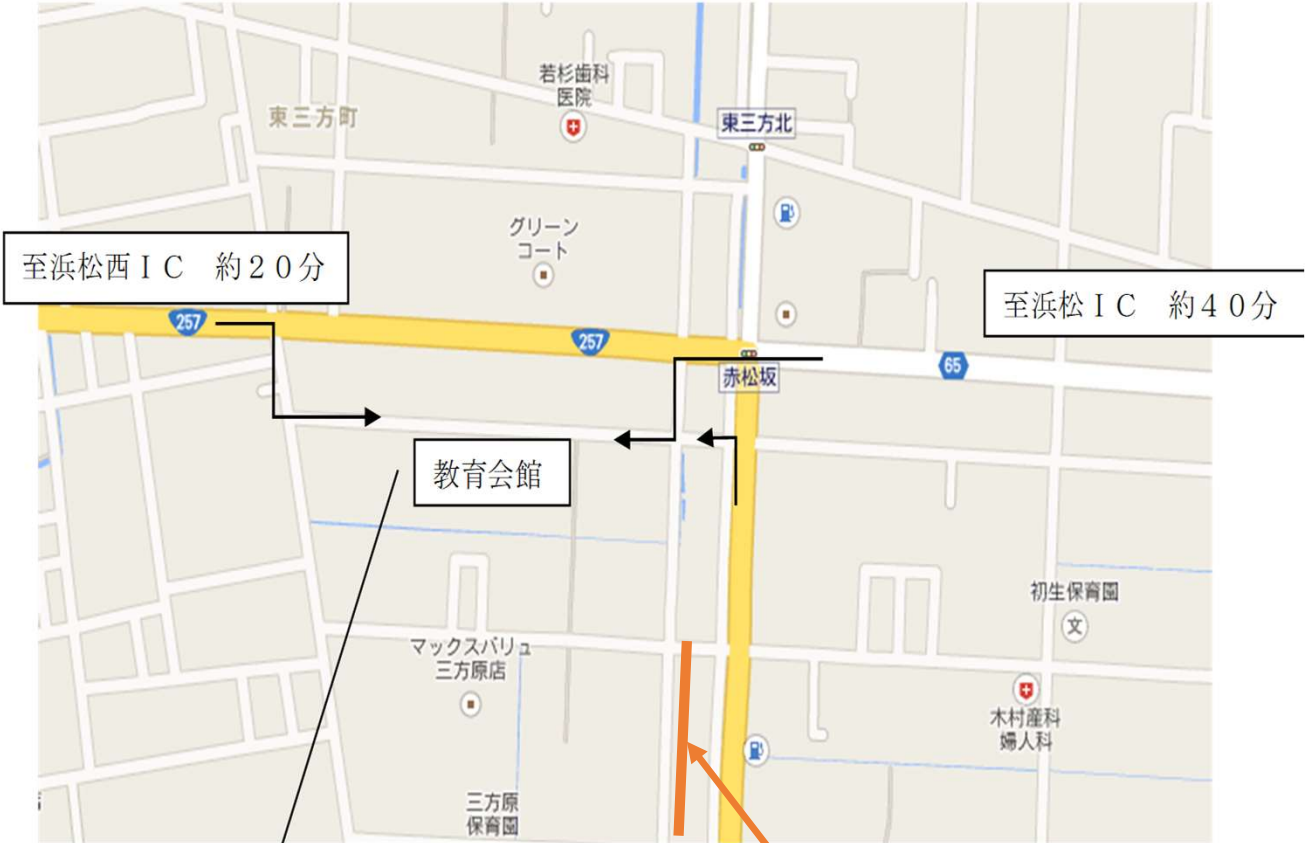 若杉歯科
医院
東三方町
東三方北
グリーン
コート
至浜松西ＩＣ　約２０分
至浜松ＩＣ　約４０分
257
257
65
赤松坂
教育会館
初生保育園
文
マックスバリュ
三方原店
木村産科
婦人科
三方原
保育園